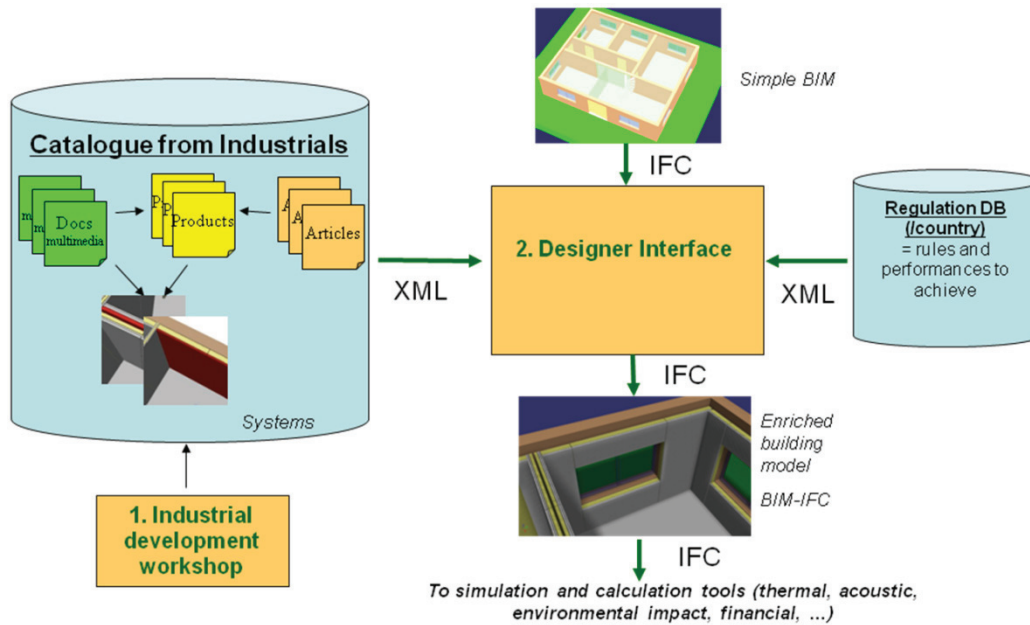 Simple BIM
IFC
Catalogue from Industrials
m
m
Docs
multimedia
P
P
Products
A
A
Articles
Systems
XML
2. Designer Interface
XML
Regulation DB
(/country)
= rules and
performances to
achieve
IFC
Enriched
building
model
BIM-IFC
1. Industrial
development
workshop
IFC
To simulation and calculation tools (thermal, acoustic,
environmental impact, financial, ...)